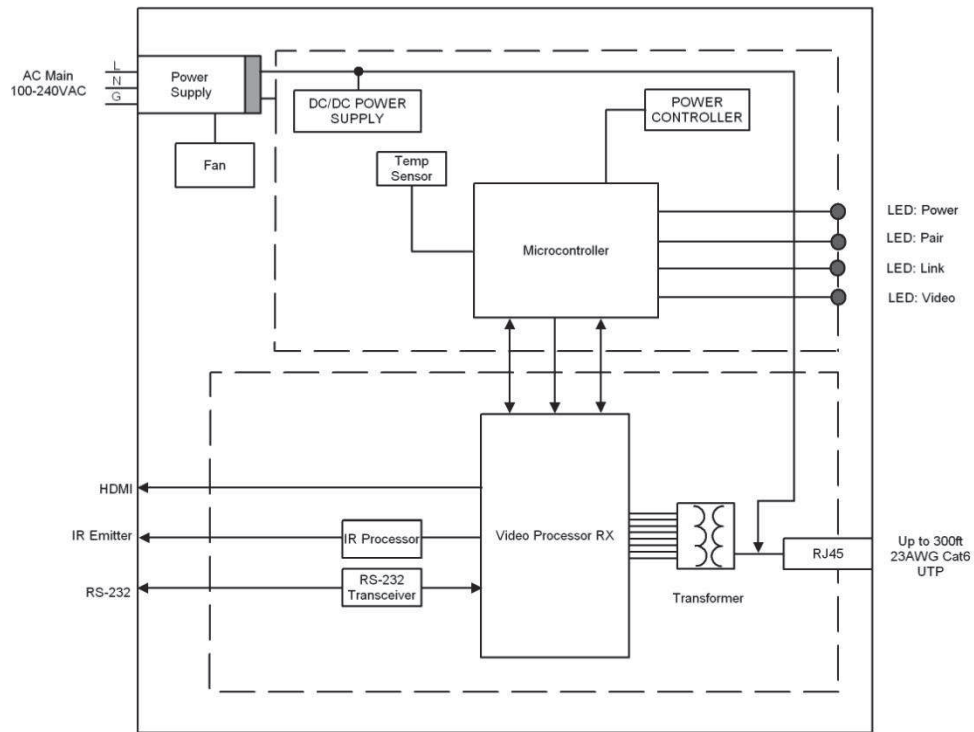 AC Main
100-240VAC
L
N
G
Power
Supply
Fan
DC/DC POWER
SUPPLY
POWER
CONTROLLER
Temp
Sensor
Microcontroller
LED: Power
LED: Pair
LED: Link
LED: Video
HDMI
IR Emitter
RS-232
IR Processor
RS-232
Transceiver
Video Processor RX
Transformer
RJ45
Up to 300ft
23AWG Cat6
UTP